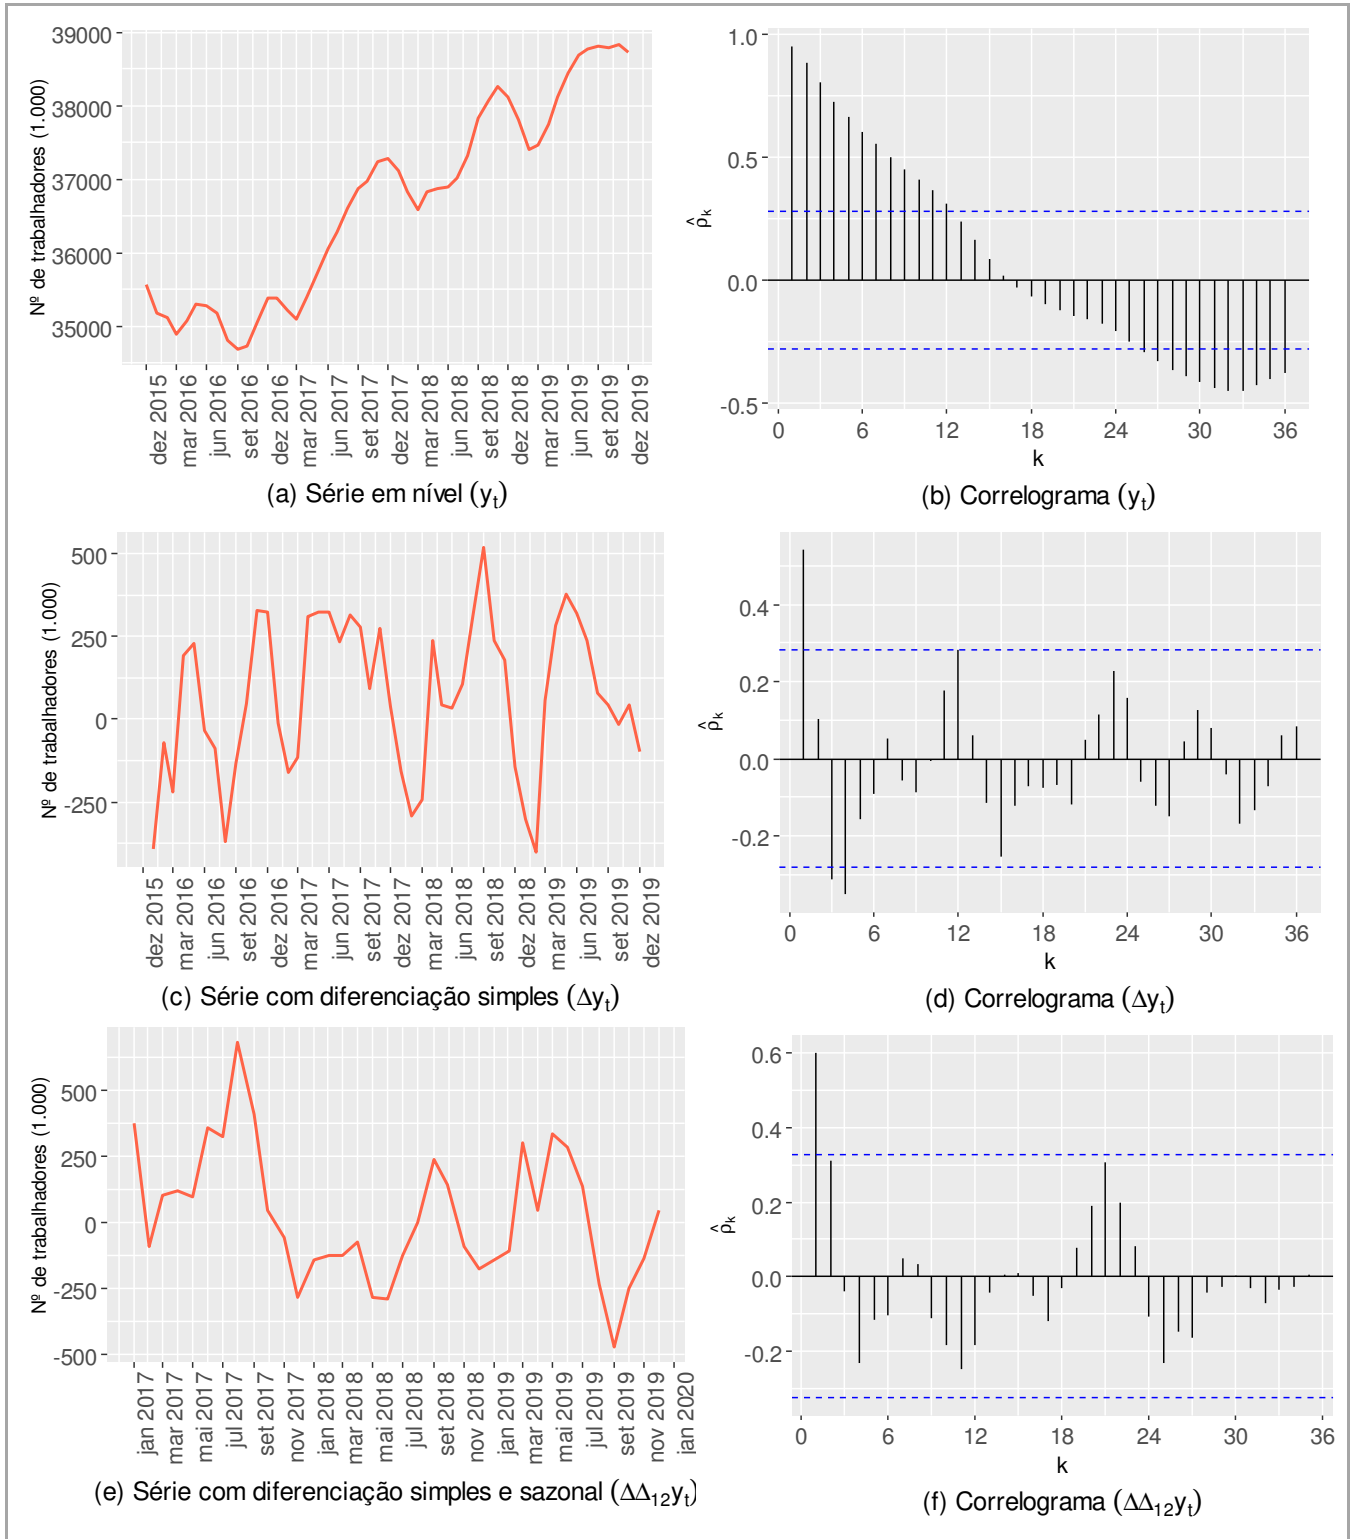 Nº de trabalhadores (1.000)
39000
38000
37000
36000
35000
dez 2015
mar 2016
jun 2016
set 2016
dez 2016
mar 2017
jun 2017
set 2017
dez 2017
mar 2018
jun 2018
set 2018
dez 2018
mar 2019
jun 2019
set 2019
dez 2019
(a) Série em nível (yt)
ρ̂k
1.0
0.5
0.0
-0.5
0 6 12 18 24 30 36
k
(b) Correlograma (yt)
Nº de trabalhadores (1.000)
500
250
0
-250
dez 2015
mar 2016
jun 2016
set 2016
dez 2016
mar 2017
jun 2017
set 2017
dez 2017
mar 2018
jun 2018
set 2018
dez 2018
mar 2019
jun 2019
set 2019
dez 2019
(c) Série com diferenciação simples (Δyt)
ρ̂k
0.4
0.2
0.0
-0.2
0 6 12 18 24 30 36
k
(d) Correlograma (Δyt)
Nº de trabalhadores (1.000)
500
250
0
-250
-500
jan 2017
mar 2017
mai 2017
jul 2017
set 2017
nov 2017
jan 2018
mar 2018
mai 2018
jul 2018
set 2018
nov 2018
jan 2019
mar 2019
mai 2019
jul 2019
set 2019
nov 2019
jan 2020
(e) Série com diferenciação simples e sazonal (ΔΔ12yt)
ρ̂k
0.6
0.4
0.2
0.0
-0.2
0 6 12 18 24 30 36
k
(f) Correlograma (ΔΔ12yt)